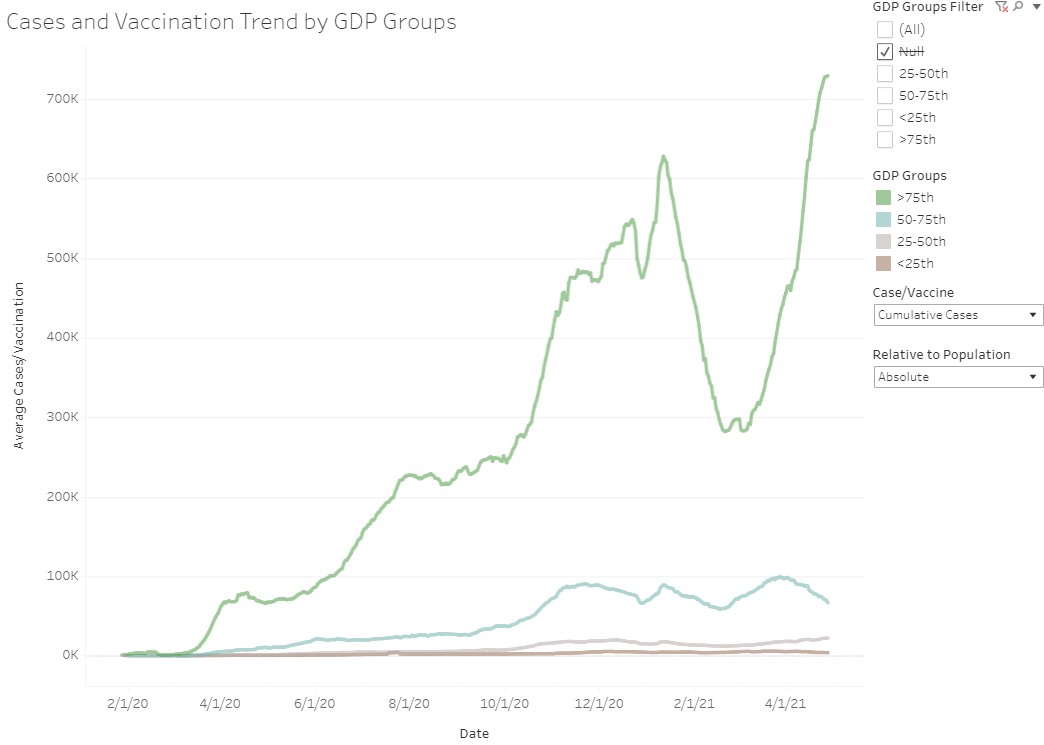 Cases and Vaccination Trend by GDP Groups
GDP Groups Filter
(All)
Null
25-50th
50-75th
<25th
>75th
GDP Groups
>75th
50-75th
25-50th
<25th
Case/Vaccine
Cumulative Cases
Relative to Population
Absolute
Average Cases/Vaccination
700K
600K
500K
400K
300K
200K
100K
0K
2/1/20 4/1/20 6/1/20 8/1/20 10/1/20 12/1/20 2/1/21 4/1/21
Date